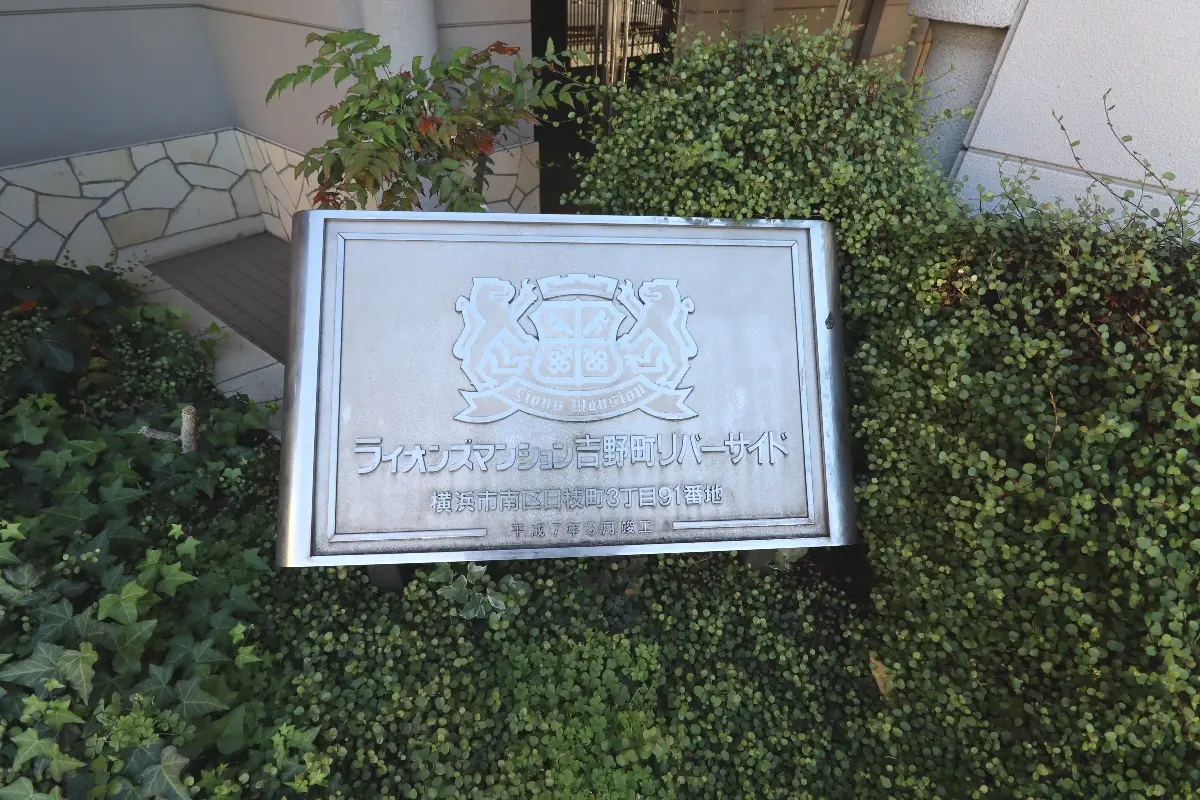 Lions Mansion
ライオンズマンション吉野町リバーサイド
横浜市南区日枝町3丁目91番地
平成7年8月竣工